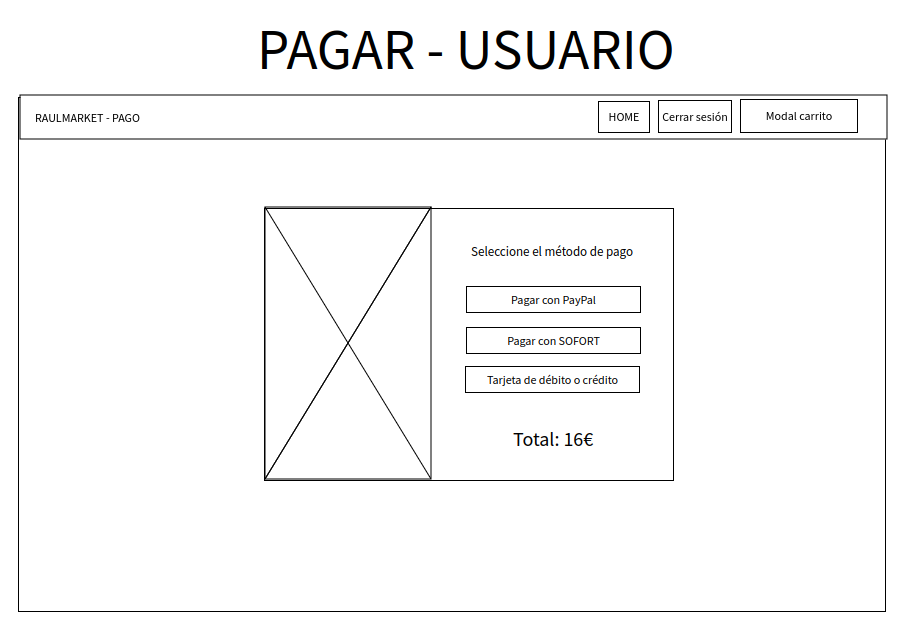 PAGAR - USUARIO
RAULMARKET - PAGO
HOME
Cerrar sesión
Modal carrito
Seleccione el método de pago
Pagar con PayPal
Pagar con SOFORT
Tarjeta de débito o crédito
Total: 16€